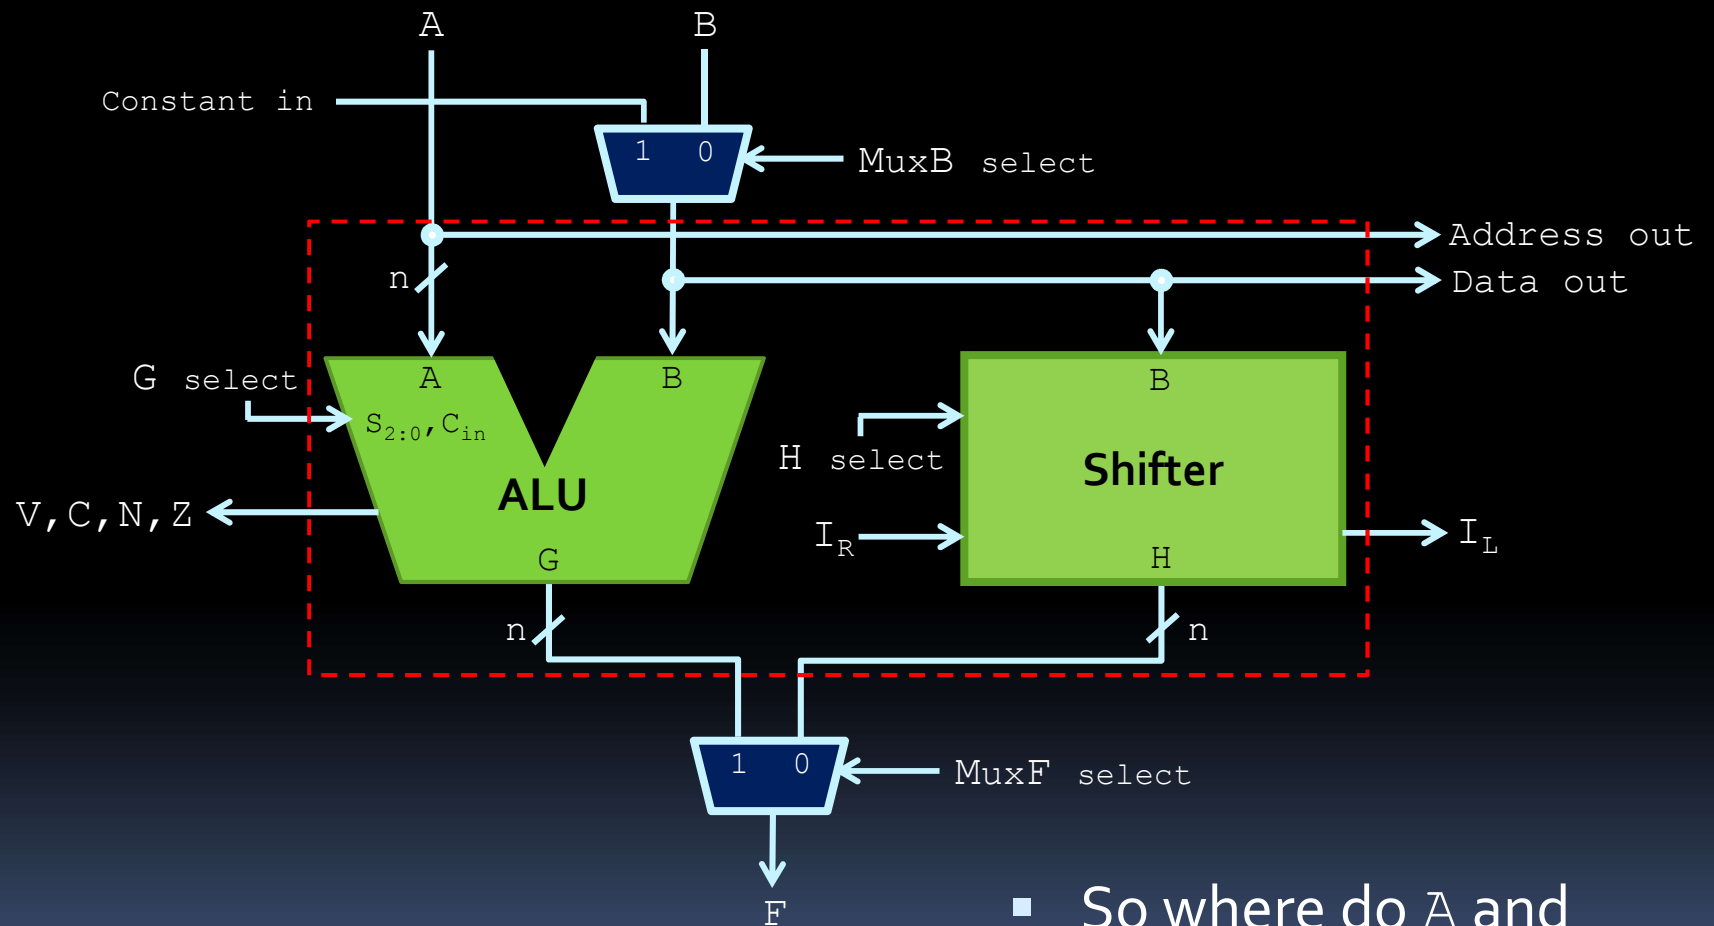 A B
Constant in
1 0
MuxB select
Address out
n
Data out
G select
A B B
S2:0,Cin
H select
Shifter
ALU
V,C,N,Z
IR
IL
G H
n n
1 0
MuxF select
F
▪ So where do A and